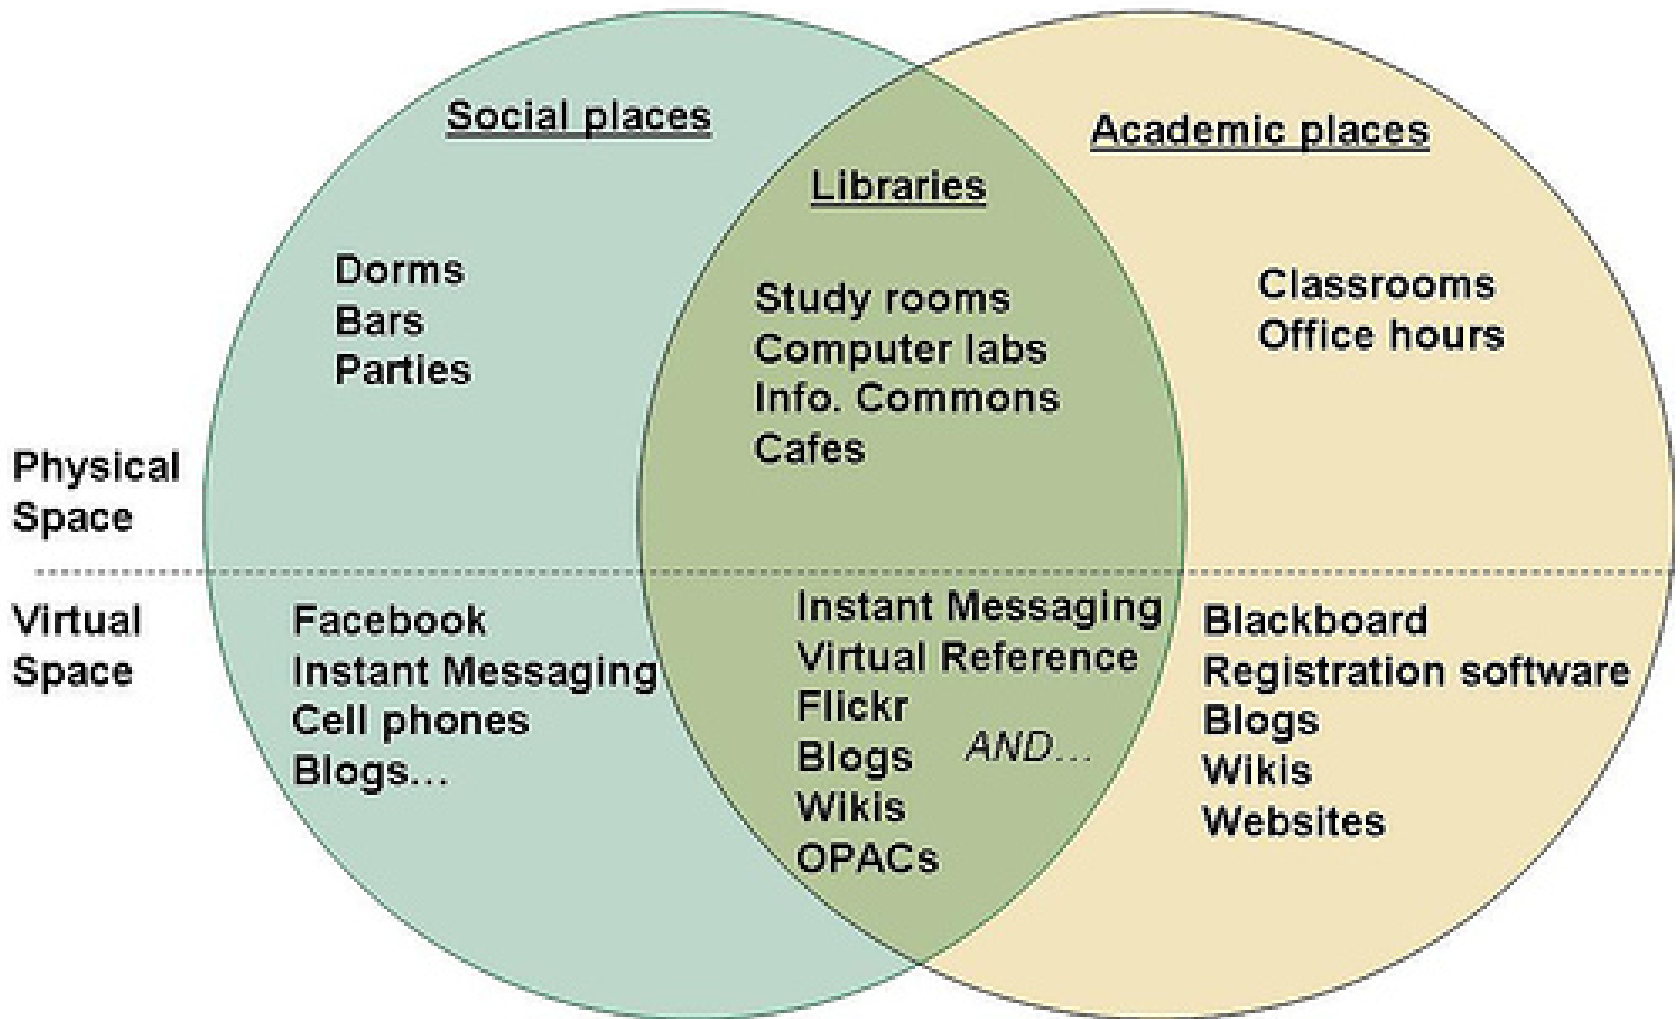 Social places
Academic places
Libraries
Dorms
Bars
Parties
Study rooms
Computer labs
Info. Commons
Cafes
Classrooms
Office hours
Physical
Space
Virtual
Space
Facebook
Instant Messaging
Cell phones
Blogs...
Instant Messaging
Virtual Reference
Flickr
Blogs AND...
Wikis
OPACs
Blackboard
Registration software
Blogs
Wikis
Websites